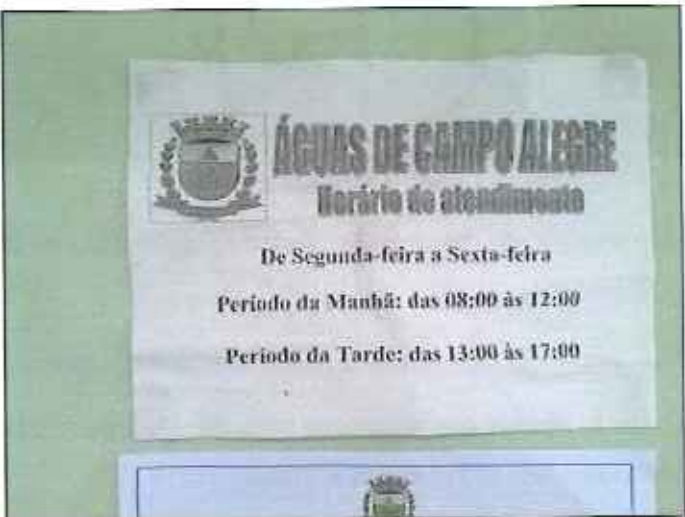 ÁGUAS DE CAMPO ALEGRE
Horário de atendimento
De Segunda-feira a Sexta-feira
Período da Manhã: das 08:00 às 12:00
Período da Tarde: das 13:00 às 17:00